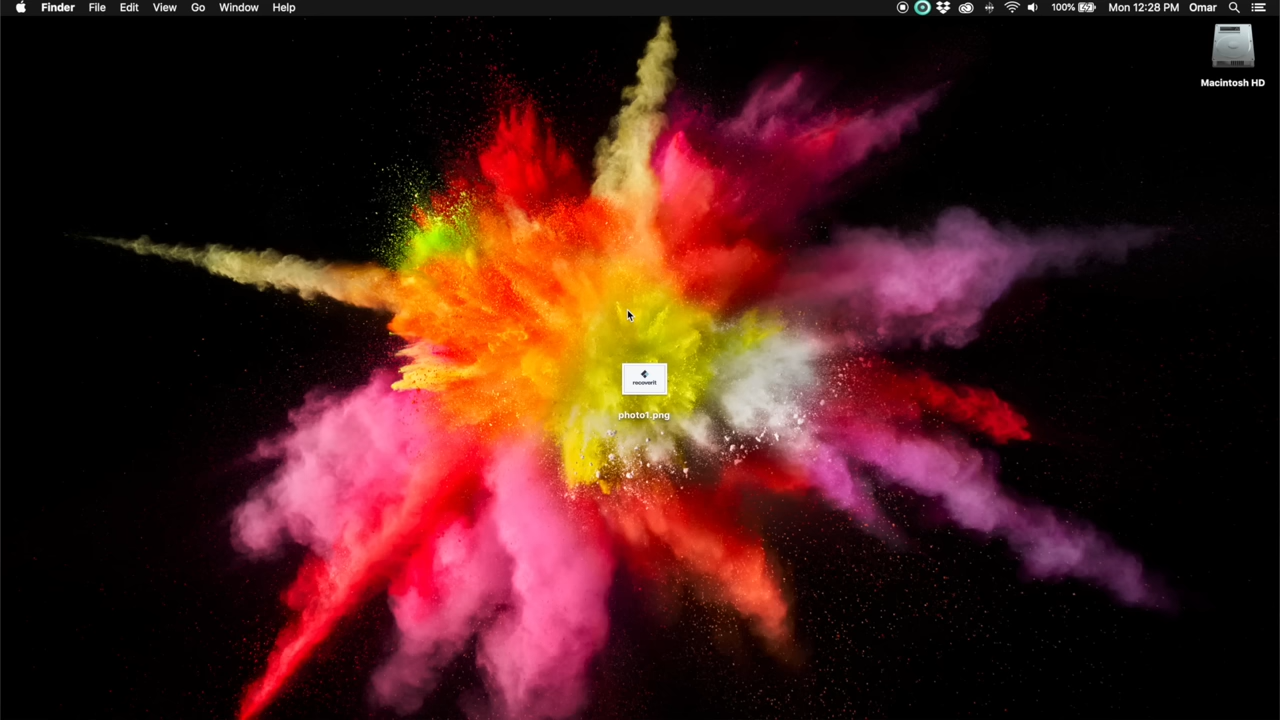 Finder File Edit View Go Window Help 100% Mon 12:28 PM Omar
Macintosh HD
recoverit
photo1.png